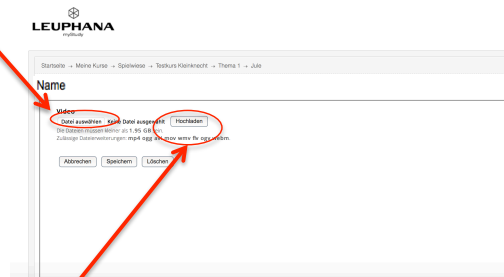 LEUPHANA
myStudy
Startseite → Meine Kurse → Spielwiese → Testkurs Kleinknecht → Thema 1 → Jule
Name
Video
Datei auswählen Keine Datei ausgewählt Hochladen
Die Dateien müssen kleiner als 1.95 GB sein.
Zulässige Dateierweiterungen: mp4 ogg avi mov wmv flv ogv webm
Abbrechen Speichern Löschen